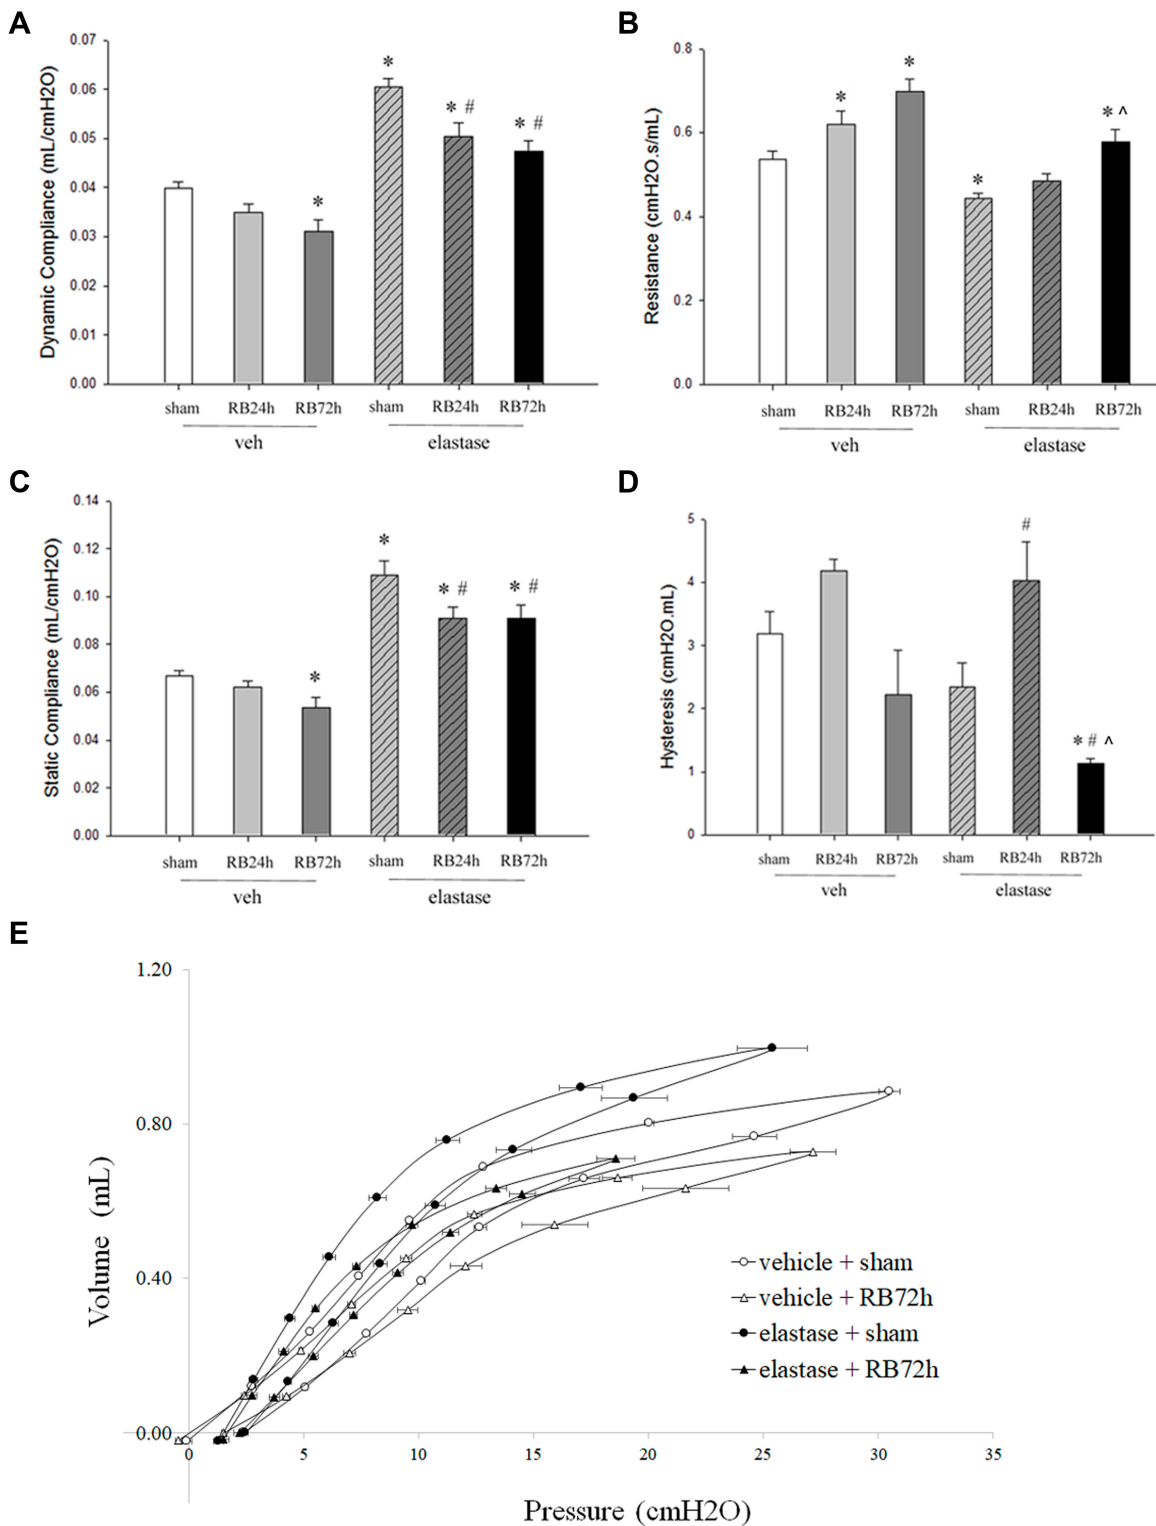 A
Dynamic Compliance (mL/cmH2O)
0.07
0.06
0.05
0.04
0.03
0.02
0.01
0.00
*
*
* #
* #
sham RB24h RB72h sham RB24h RB72h
veh elastase
B
Resistance (cmH2O.s/mL)
0.8
0.6
0.4
0.2
0.0
*
*
*
* ^
sham RB24h RB72h sham RB24h RB72h
veh elastase
C
Static Compliance (mL/cmH2O)
0.14
0.12
0.10
0.08
0.06
0.04
0.02
0.00
*
*
* #
* #
sham RB24h RB72h sham RB24h RB72h
veh elastase
D
Hysteresis (cmH2O.mL)
5
4
3
2
1
0
#
* # ^
sham RB24h RB72h sham RB24h RB72h
veh elastase
E
Volume (mL)
1.20
0.80
0.40
0.00
0 5 10 15 20 25 30 35
Pressure (cmH2O)
vehicle + sham
vehicle + RB72h
elastase + sham
elastase + RB72h